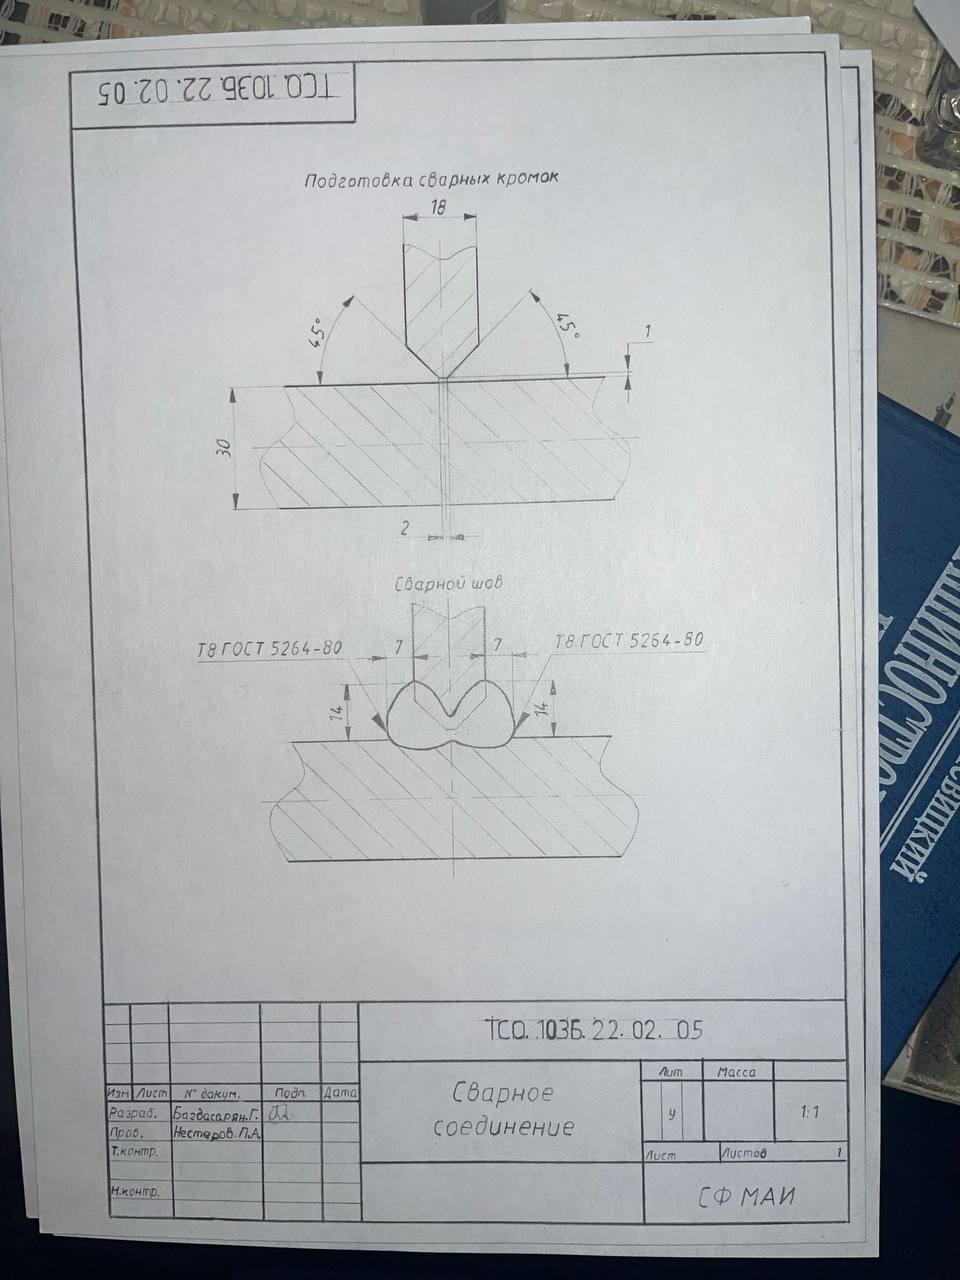 ТСО. 103Б. 22. 02. 05
Подготовка сварных кромок
18
45°
45°
1
30
2
Сварной шов
Т8 ГОСТ 5264-80
7
7
Т8 ГОСТ 5264-80
14
14
ТСО. 103Б. 22. 02. 05
Изм Лист № докум. Подп. Дата
Разраб. Багдасарян.Г.
Пров. Нестеров.П.А.
Т.контр.
Н.контр.
Сварное
соединение
Лит Масса
у 1:1
Лист Листов 1
СФ МАИ